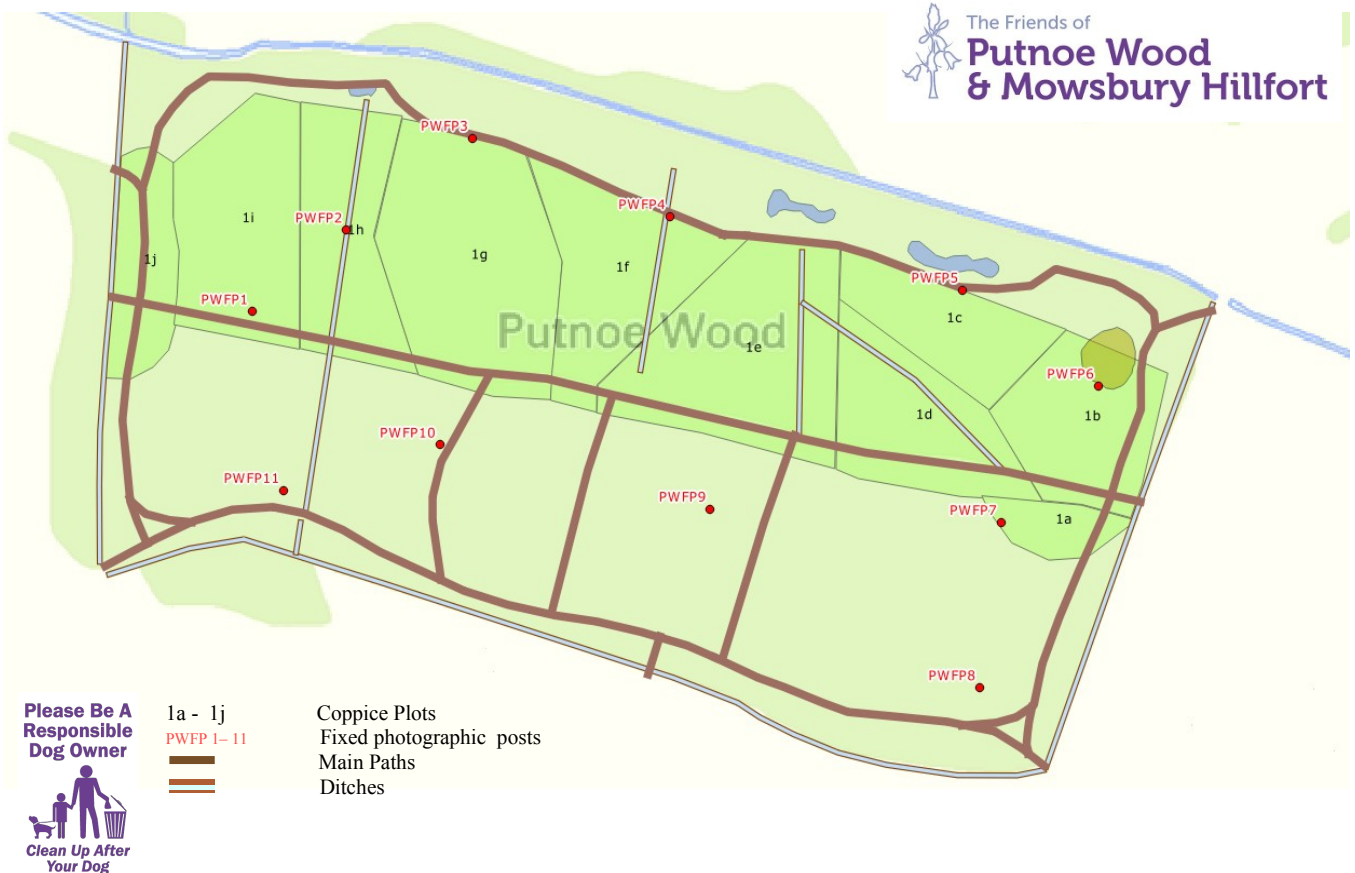 The Friends of
Putnoe Wood
& Mowsbury Hillfort
PWFP3
PWFP4
1i
PWFP2
1h
1g
1j
1f
PWFP5
PWFP1
1c
Putnoe Wood
1e
PWFP6
1d
1b
PWFP10
PWFP11
PWFP9
PWFP7
1a
PWFP8
Please Be A
Responsible
Dog Owner
Clean Up After
Your Dog
1a - 1j Coppice Plots
PWFP 1– 11 Fixed photographic posts
Main Paths
Ditches